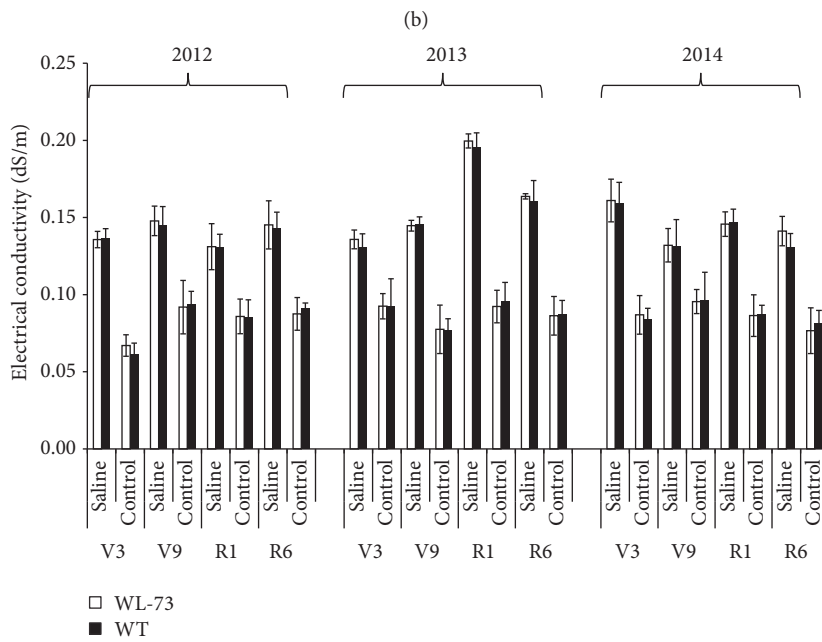 (b)
2012 2013 2014
0.25
0.20
0.15
0.10
0.05
0.00
Electrical conductivity (dS/m)
Saline Control Saline Control Saline Control Saline Control Saline Control Saline Control Saline Control Saline Control Saline Control Saline Control Saline Control Saline Control
V3 V9 R1 R6 V3 V9 R1 R6 V3 V9 R1 R6
WL-73
WT